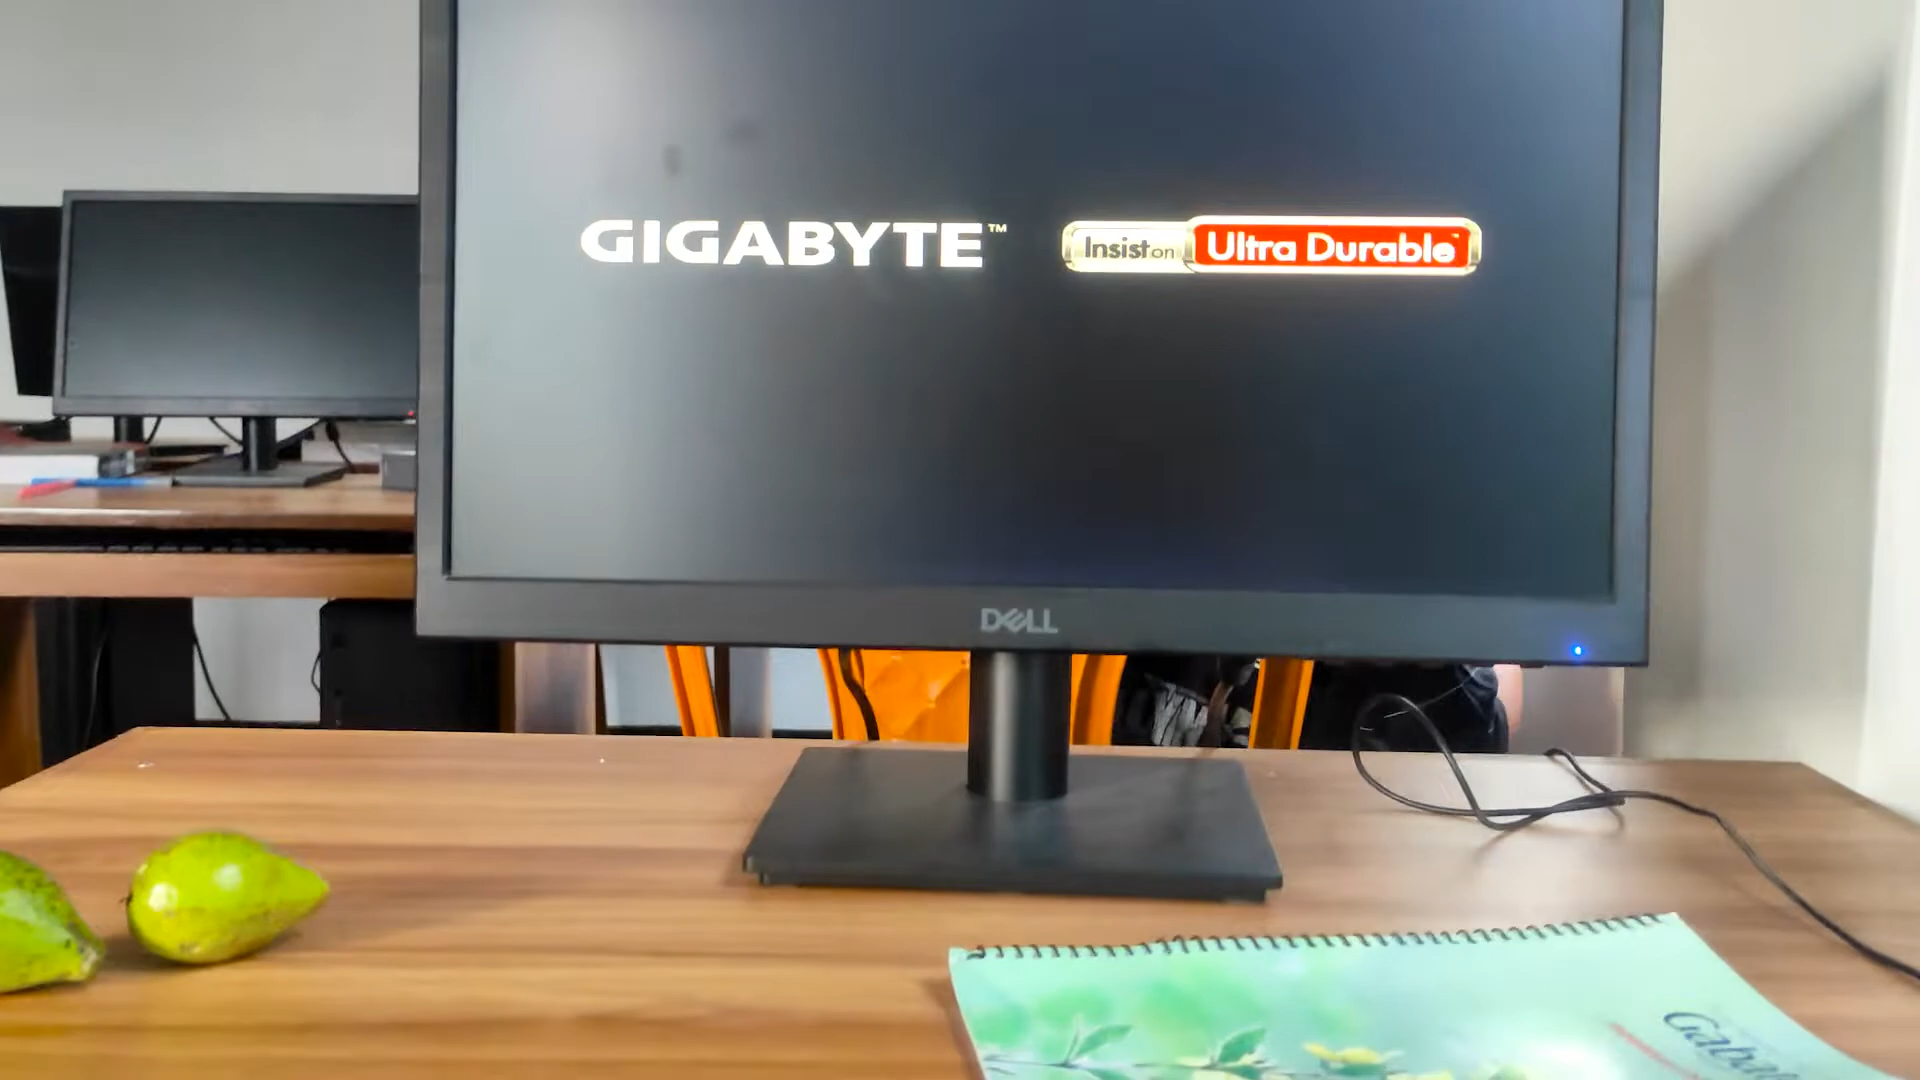 GIGABYTE™
Insist on Ultra Durable™
DELL